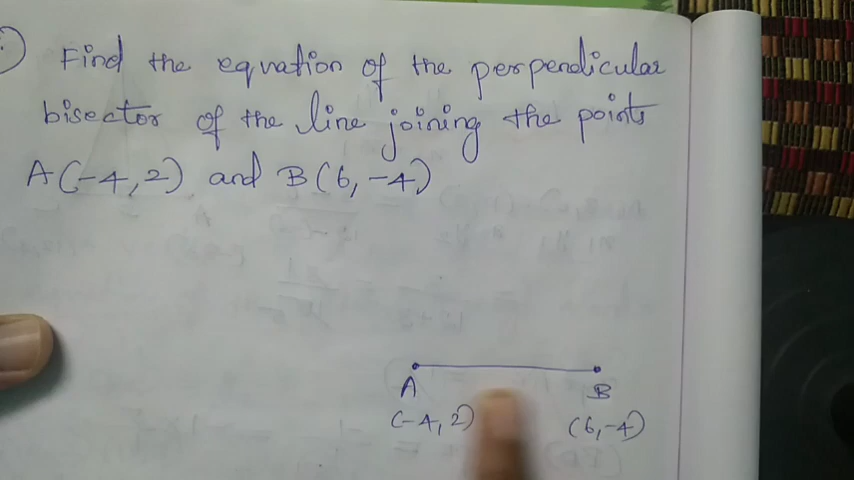 Find the equation of the perpendicular
bisector of the line joining the points
A(-4,2) and B(6,-4)
A B
(-4,2) (6,-4)